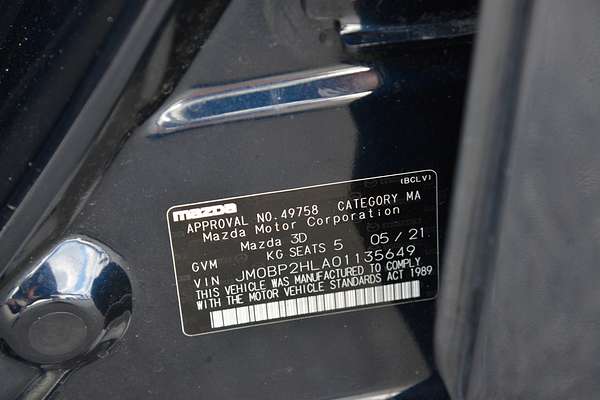 (BCLV)
mazda
APPROVAL NO.49758 CATEGORY MA
Mazda Motor Corporation
Mazda 3D 05/21
GVM KG SEATS 5
VIN JM0BP2HLA01135649
THIS VEHICLE WAS MANUFACTURED TO COMPLY
WITH THE MOTOR VEHICLE STANDARDS ACT 1989